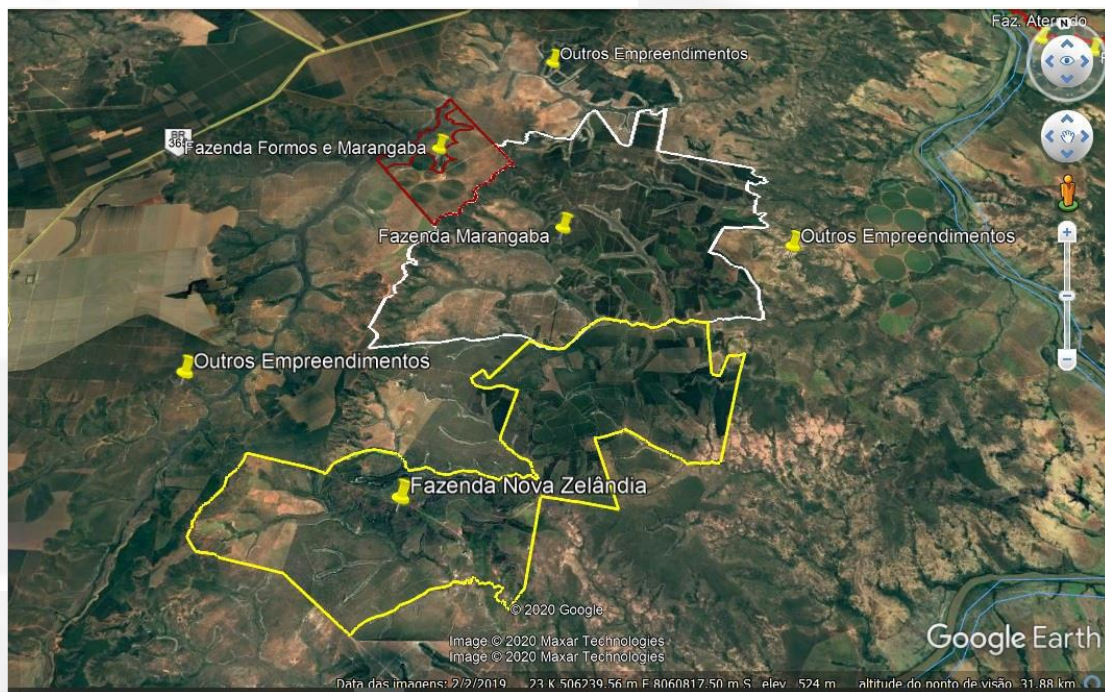 Faz. Aterrado
N
Outros Empreendimentos
BR
365
Fazenda Formos e Marangaba
Fazenda Marangaba
Outros Empreendimentos
Outros Empreendimentos
Fazenda Nova Zelândia
© 2020 Google
Image © 2020 Maxar Technologies
Image © 2020 Maxar Technologies
Google Earth
Data das imagens: 2/2/2019 23 K 506239.56 m E 8060817.50 m S elev. 524 m altitude do ponto de visão 31.88 km